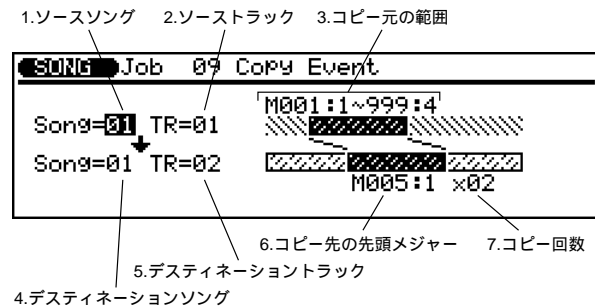 1.ソースソング 2.ソーストラック 3.コピー元の範囲
SONG Job 09 Copy Event
M001:1~999:4
Song=01 TR=01
Song=01 TR=02
M005:1 x02
6.コピー先の先頭メジャー 7.コピー回数
5.デスティネーショントラック
4.デスティネーションソング